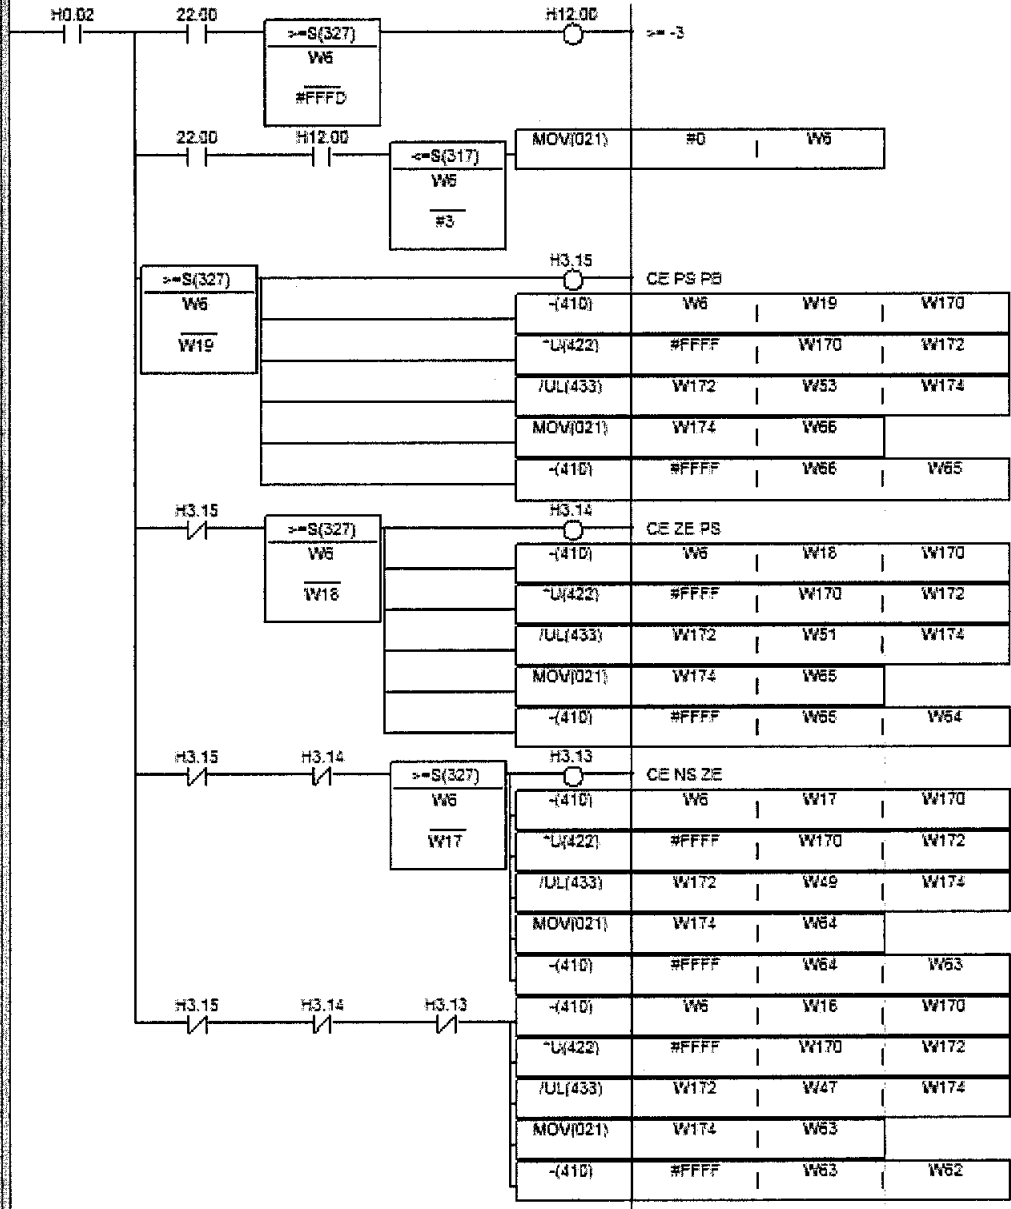 H0.02 22.00 H12.00
>=S(327) >= -3
W6
#FFFD
22.00 H12.00 MOV(021) #0 W6
<=S(317)
W6
#3
H3.15
>=S(327) CE PS PB
W6 -(410) W6 W19 W170
W19 *U(422) #FFFF W170 W172
/UL(433) W172 W53 W174
MOV(021) W174 W66
-(410) #FFFF W66 W65
H3.15 H3.14
>=S(327) CE ZE PS
W6 -(410) W6 W18 W170
W18 *U(422) #FFFF W170 W172
/UL(433) W172 W51 W174
MOV(021) W174 W65
-(410) #FFFF W65 W64
H3.15 H3.14 H3.13
>=S(327) CE NS ZE
W6 -(410) W6 W17 W170
W17 *U(422) #FFFF W170 W172
/UL(433) W172 W49 W174
MOV(021) W174 W64
-(410) #FFFF W64 W63
H3.15 H3.14 H3.13 -(410) W6 W16 W170
*U(422) #FFFF W170 W172
/UL(433) W172 W47 W174
MOV(021) W174 W63
-(410) #FFFF W63 W62